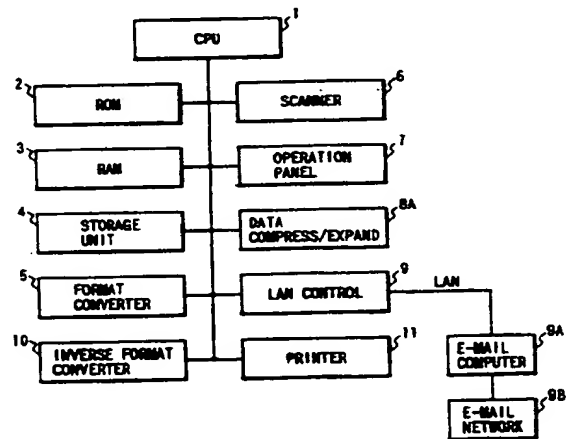 1
CPU
2
ROM
6
SCANNER
3
RAM
7
OPERATION
PANEL
4
STORAGE
UNIT
8A
DATA
COMPRESS/EXPAND
5
FORMAT
CONVERTER
9
LAN CONTROL
LAN
10
INVERSE FORMAT
CONVERTER
11
PRINTER
9A
E-MAIL
COMPUTER
9B
E-MAIL
NETWORK